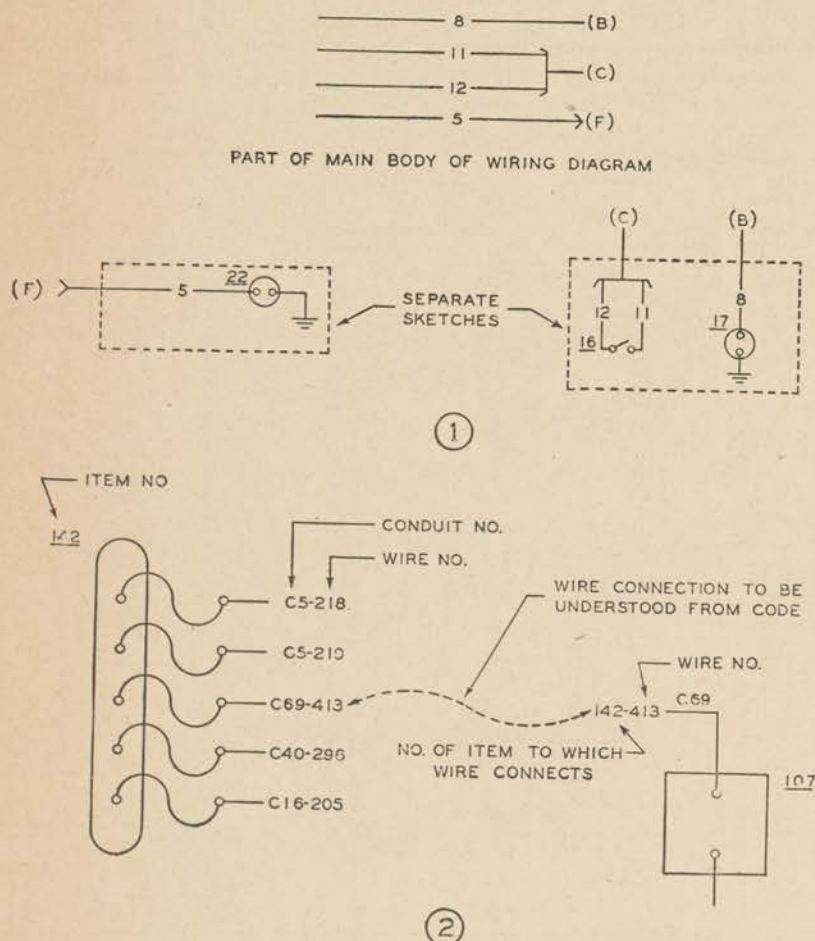 8 (B)
11
(C)
12
5 (F)
PART OF MAIN BODY OF WIRING DIAGRAM
(C) (B)
(F) 5 22
SEPARATE
SKETCHES
12 11 8
16 17
1
ITEM NO
142
CONDUIT NO.
WIRE NO.
WIRE CONNECTION TO BE
UNDERSTOOD FROM CODE
C5-218
C5-219
WIRE NO.
C69-413
142-413 C69
NO. OF ITEM TO WHICH
WIRE CONNECTS
C40-296
107
C16-205
2